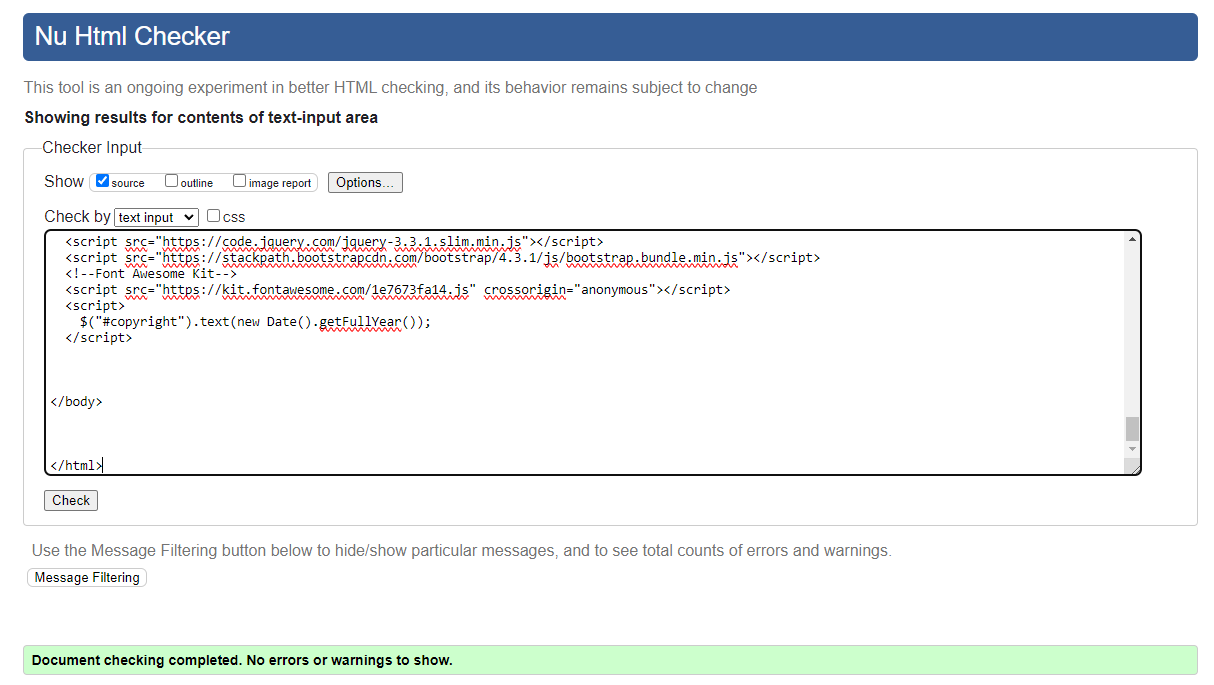 Nu Html Checker
This tool is an ongoing experiment in better HTML checking, and its behavior remains subject to change
Showing results for contents of text-input area
Checker Input
Show source outline image report Options...
Check by text input css
<script src="https://code.jquery.com/jquery-3.3.1.slim.min.js"></script>
<script src="https://stackpath.bootstrapcdn.com/bootstrap/4.3.1/js/bootstrap.bundle.min.js"></script>
<!--Font Awesome Kit-->
<script src="https://kit.fontawesome.com/1e7673fa14.js" crossorigin="anonymous"></script>
<script>
$("#copyright").text(new Date().getFullYear());
</script>
</body>
</html>
Check
Use the Message Filtering button below to hide/show particular messages, and to see total counts of errors and warnings.
Message Filtering
Document checking completed. No errors or warnings to show.